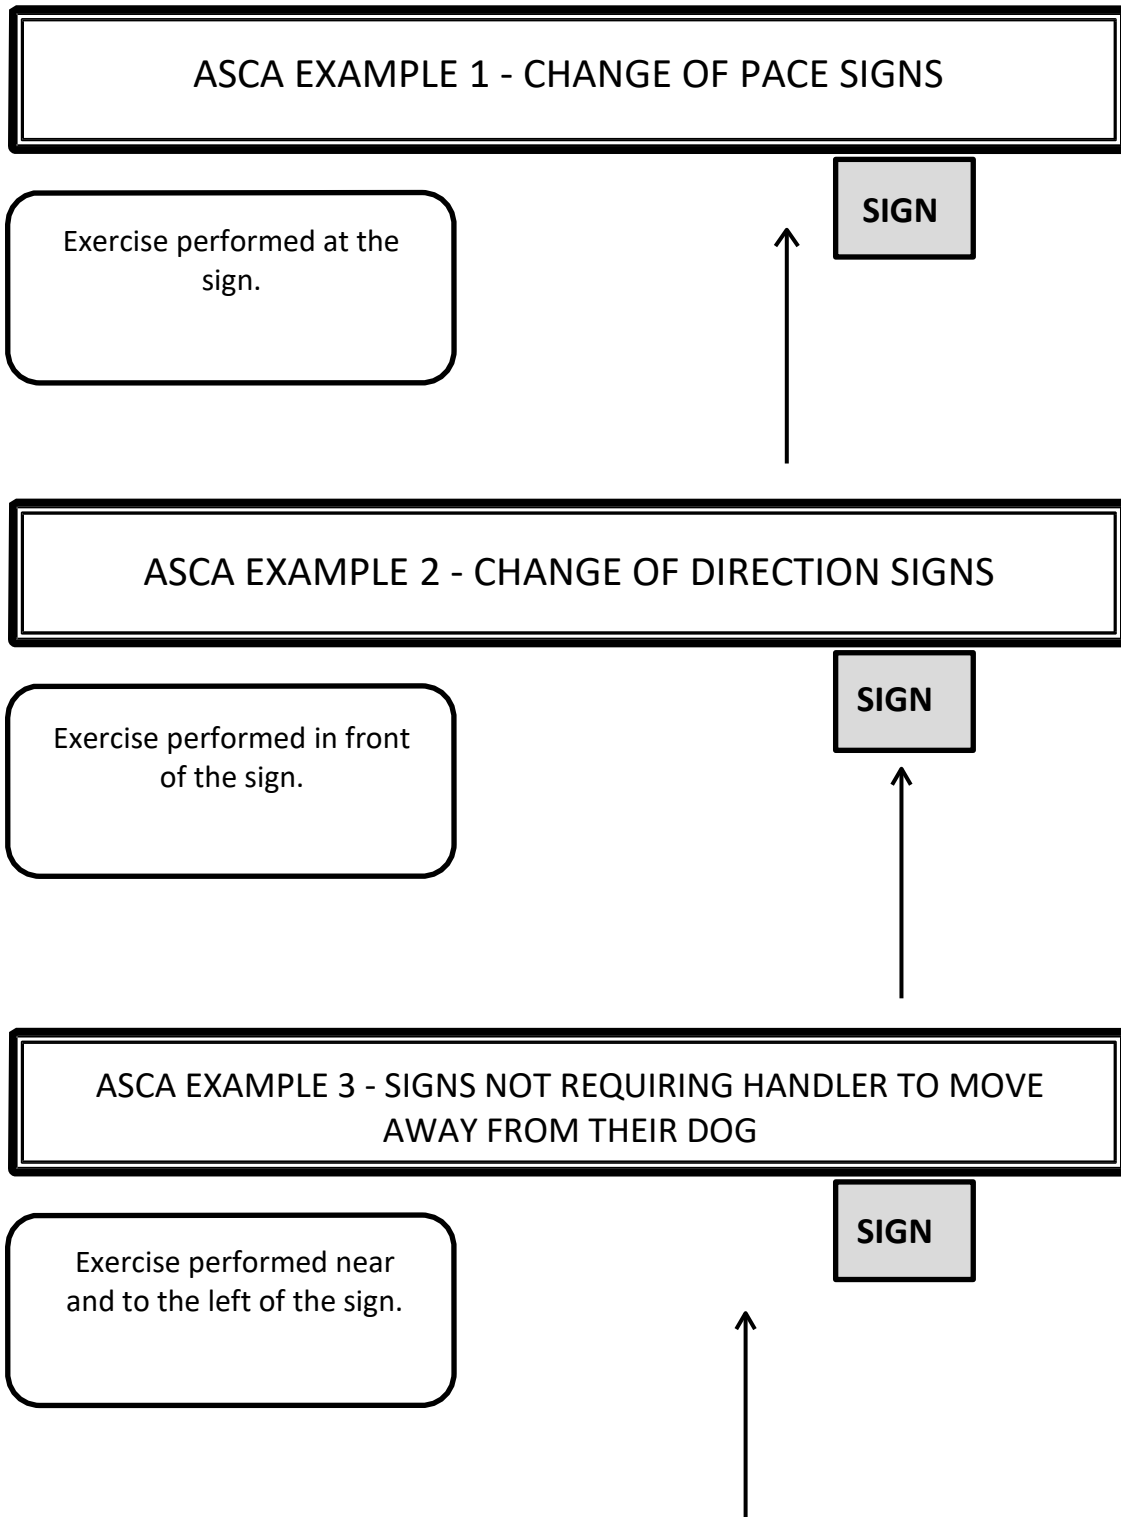 ASCA EXAMPLE 1 - CHANGE OF PACE SIGNS
SIGN
Exercise performed at the
sign.
ASCA EXAMPLE 2 - CHANGE OF DIRECTION SIGNS
SIGN
Exercise performed in front
of the sign.
ASCA EXAMPLE 3 - SIGNS NOT REQUIRING HANDLER TO MOVE
AWAY FROM THEIR DOG
SIGN
Exercise performed near
and to the left of the sign.